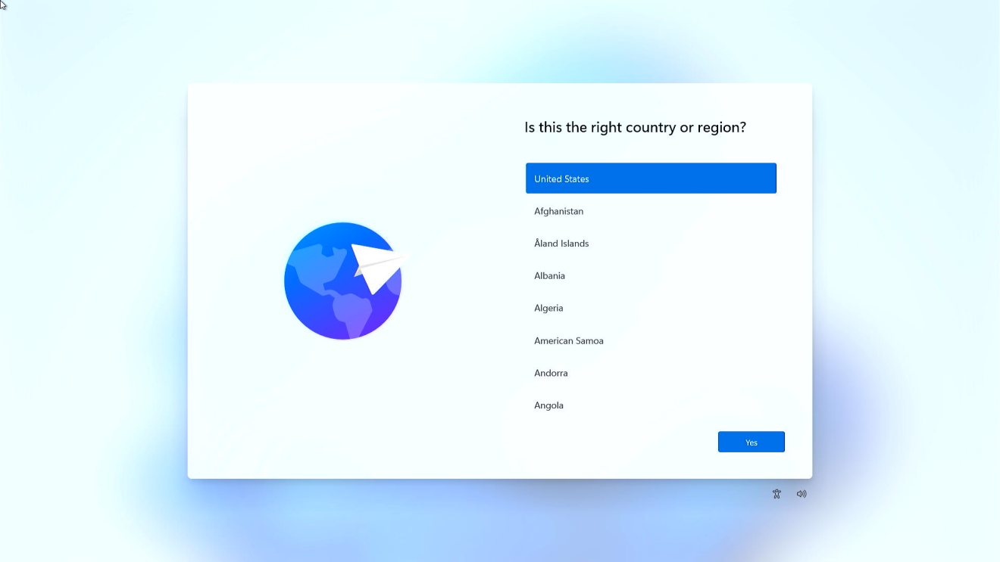 Is this the right country or region?
United States
Afghanistan
Åland Islands
Albania
Algeria
American Samoa
Andorra
Angola
Yes